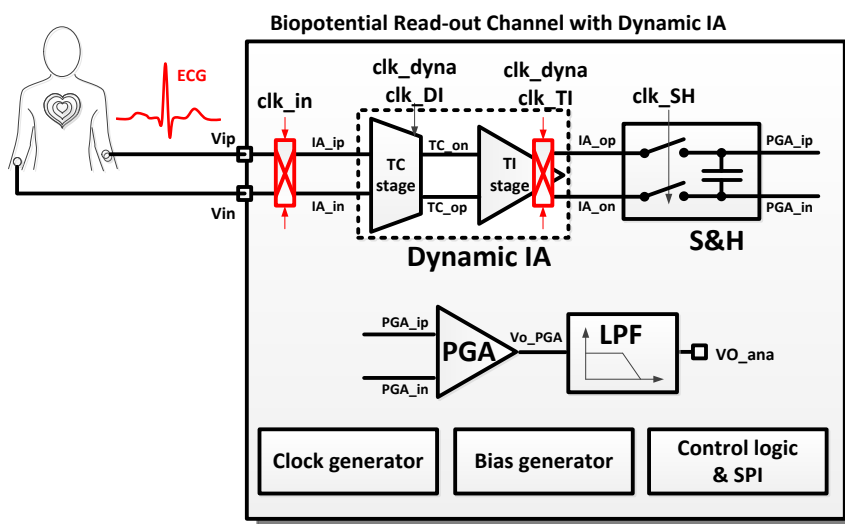 Biopotential Read-out Channel with Dynamic IA
ECG
clk_in
clk_dyna
clk_DI
clk_dyna
clk_TI
clk_SH
Vip
IA_ip
TC_on
IA_op
PGA_ip
TC
stage
TI
stage
Vin
IA_in
TC_op
IA_on
PGA_in
Dynamic IA
S&H
PGA_ip
PGA
Vo_PGA
LPF
VO_ana
PGA_in
Clock generator
Bias generator
Control logic
& SPI